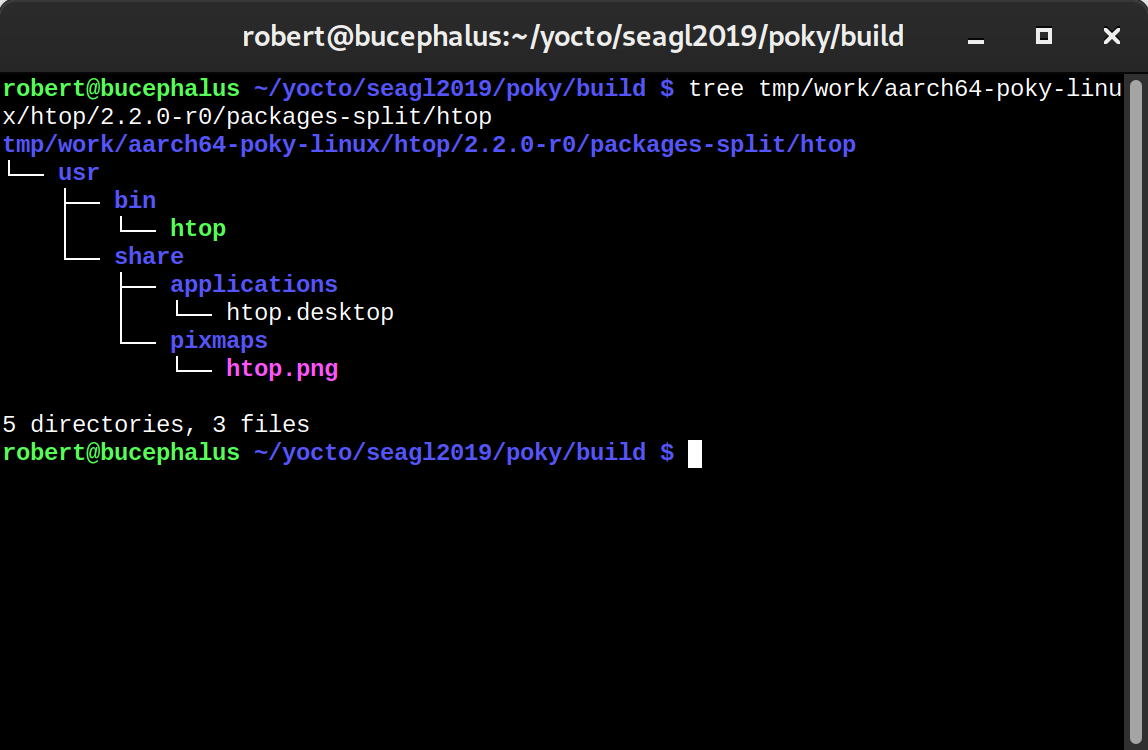 robert@bucephalus:~/yocto/seagl2019/poky/build
robert@bucephalus ~/yocto/seagl2019/poky/build $ tree tmp/work/aarch64-poky-linu
x/htop/2.2.0-r0/packages-split/htop
tmp/work/aarch64-poky-linux/htop/2.2.0-r0/packages-split/htop
└── usr
    ├── bin
    │   └── htop
    └── share
        ├── applications
        │   └── htop.desktop
        └── pixmaps
            └── htop.png
5 directories, 3 files
robert@bucephalus ~/yocto/seagl2019/poky/build $